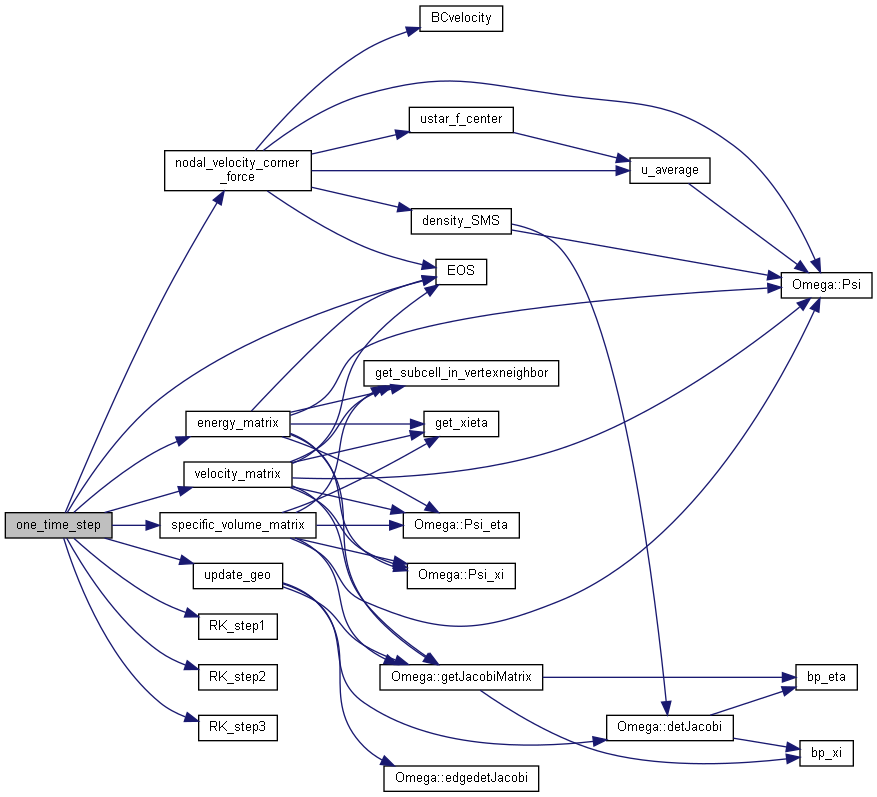 BCvelocity
ustar_f_center
nodal_velocity_corner
_force
u_average
density_SMS
EOS
Omega::Psi
get_subcell_in_vertexneighbor
energy_matrix
get_xieta
velocity_matrix
one_time_step
specific_volume_matrix
Omega::Psi_eta
update_geo
Omega::Psi_xi
RK_step1
RK_step2
Omega::getJacobiMatrix
bp_eta
RK_step3
Omega::detJacobi
bp_xi
Omega::edgedetJacobi